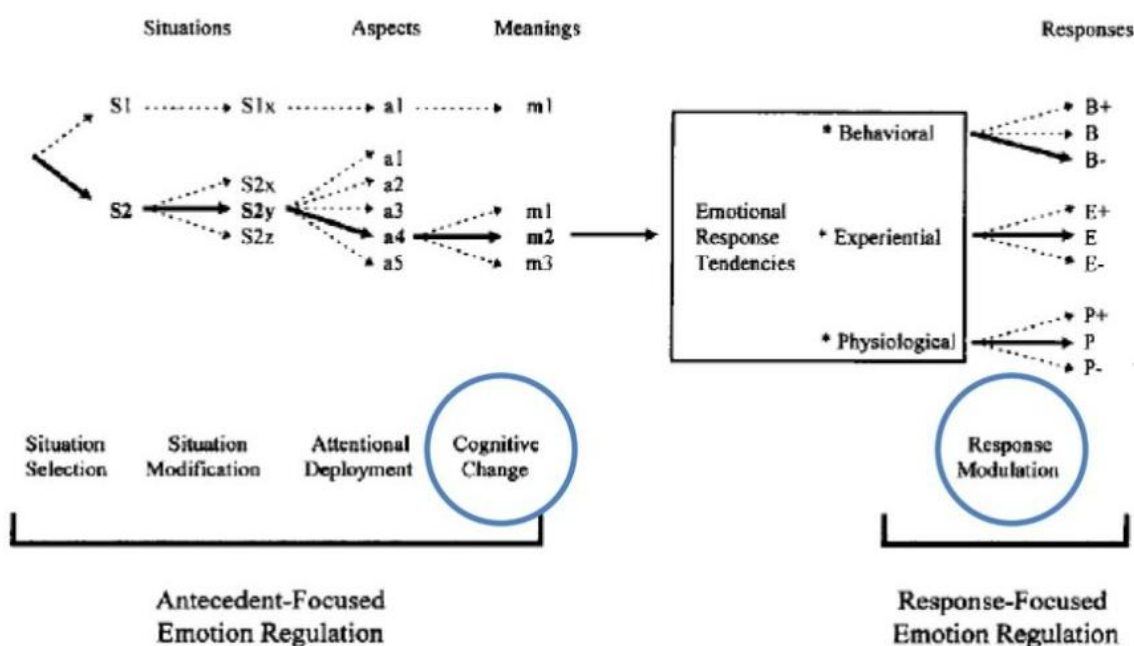 Situations Aspects Meanings Responses
S1 S1x a1 m1
B+
* Behavioral B
B-
a1
S2x a2
S2 S2y a3 m1
S2z a4 m2
a5 m3
Emotional
Response
Tendencies
* Experiential
E+
E
E-
* Physiological
P+
P
P-
Situation
Selection
Situation
Modification
Attentional
Deployment
Cognitive
Change
Response
Modulation
Antecedent-Focused
Emotion Regulation
Response-Focused
Emotion Regulation